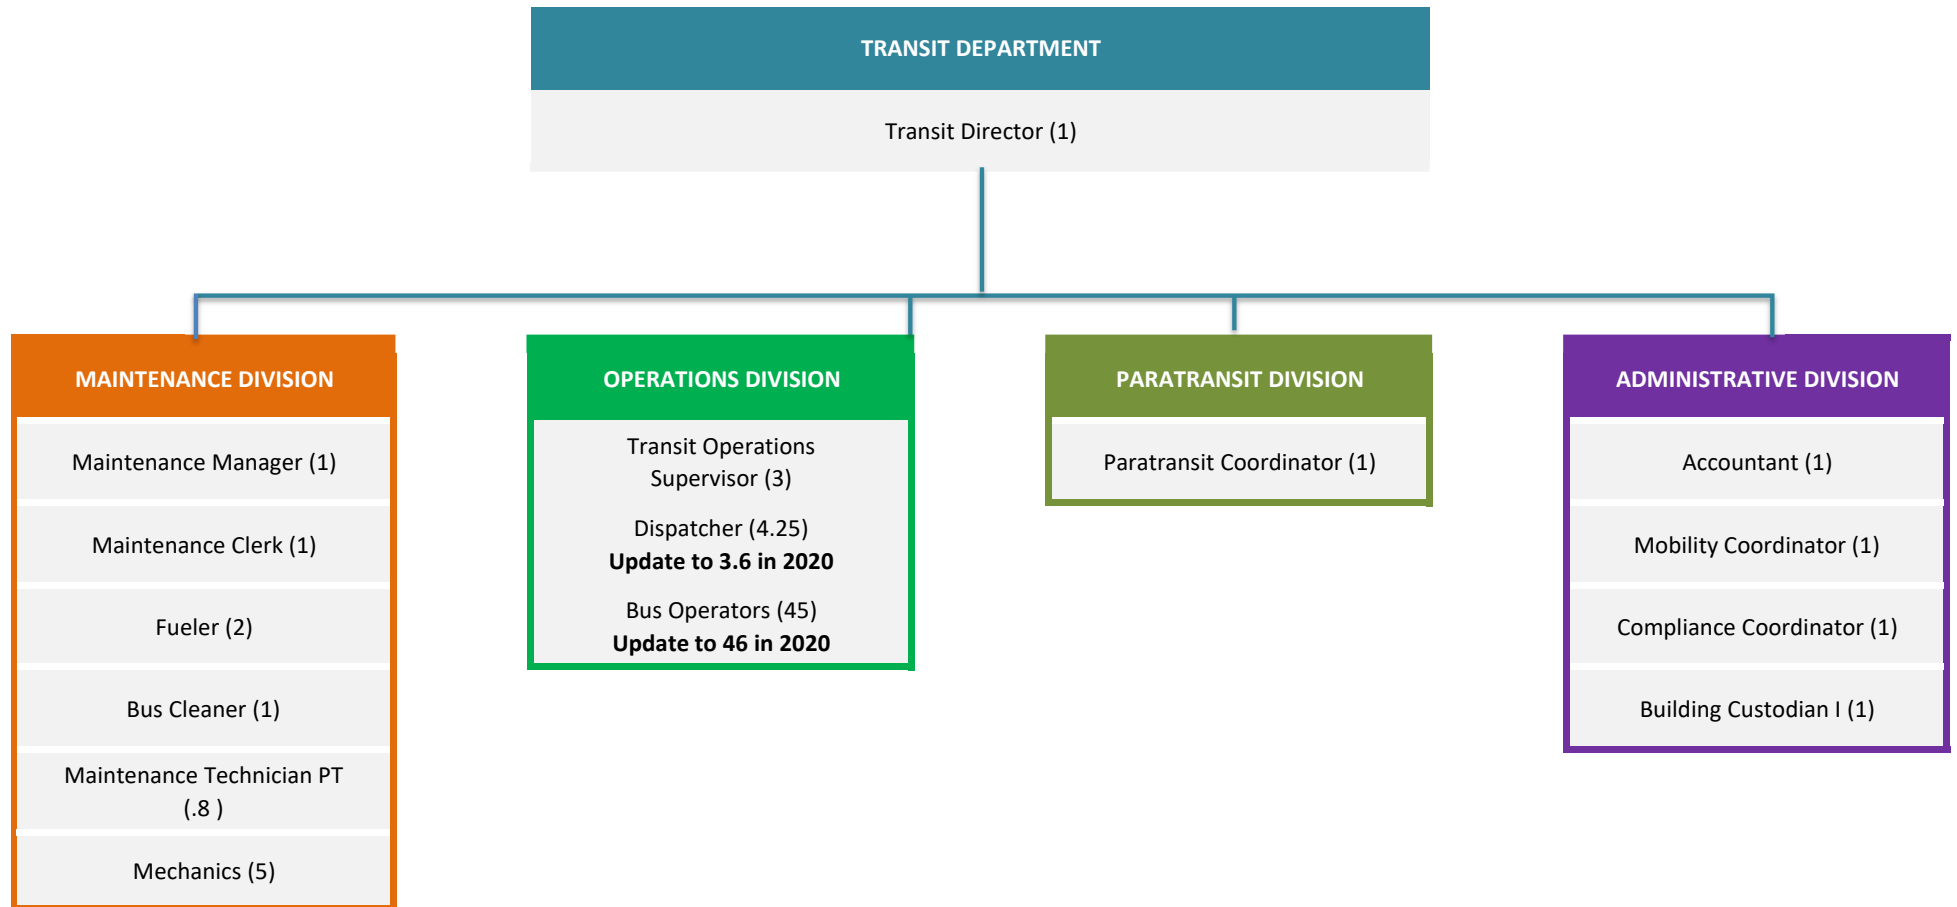 TRANSIT DEPARTMENT
Transit Director (1)
MAINTENANCE DIVISION
Maintenance Manager (1)
Maintenance Clerk (1)
Fueler (2)
Bus Cleaner (1)
Maintenance Technician PT
(.8 )
Mechanics (5)
OPERATIONS DIVISION
Transit Operations
Supervisor (3)
Dispatcher (4.25)
Update to 3.6 in 2020
Bus Operators (45)
Update to 46 in 2020
PARATRANSIT DIVISION
Paratransit Coordinator (1)
ADMINISTRATIVE DIVISION
Accountant (1)
Mobility Coordinator (1)
Compliance Coordinator (1)
Building Custodian I (1)